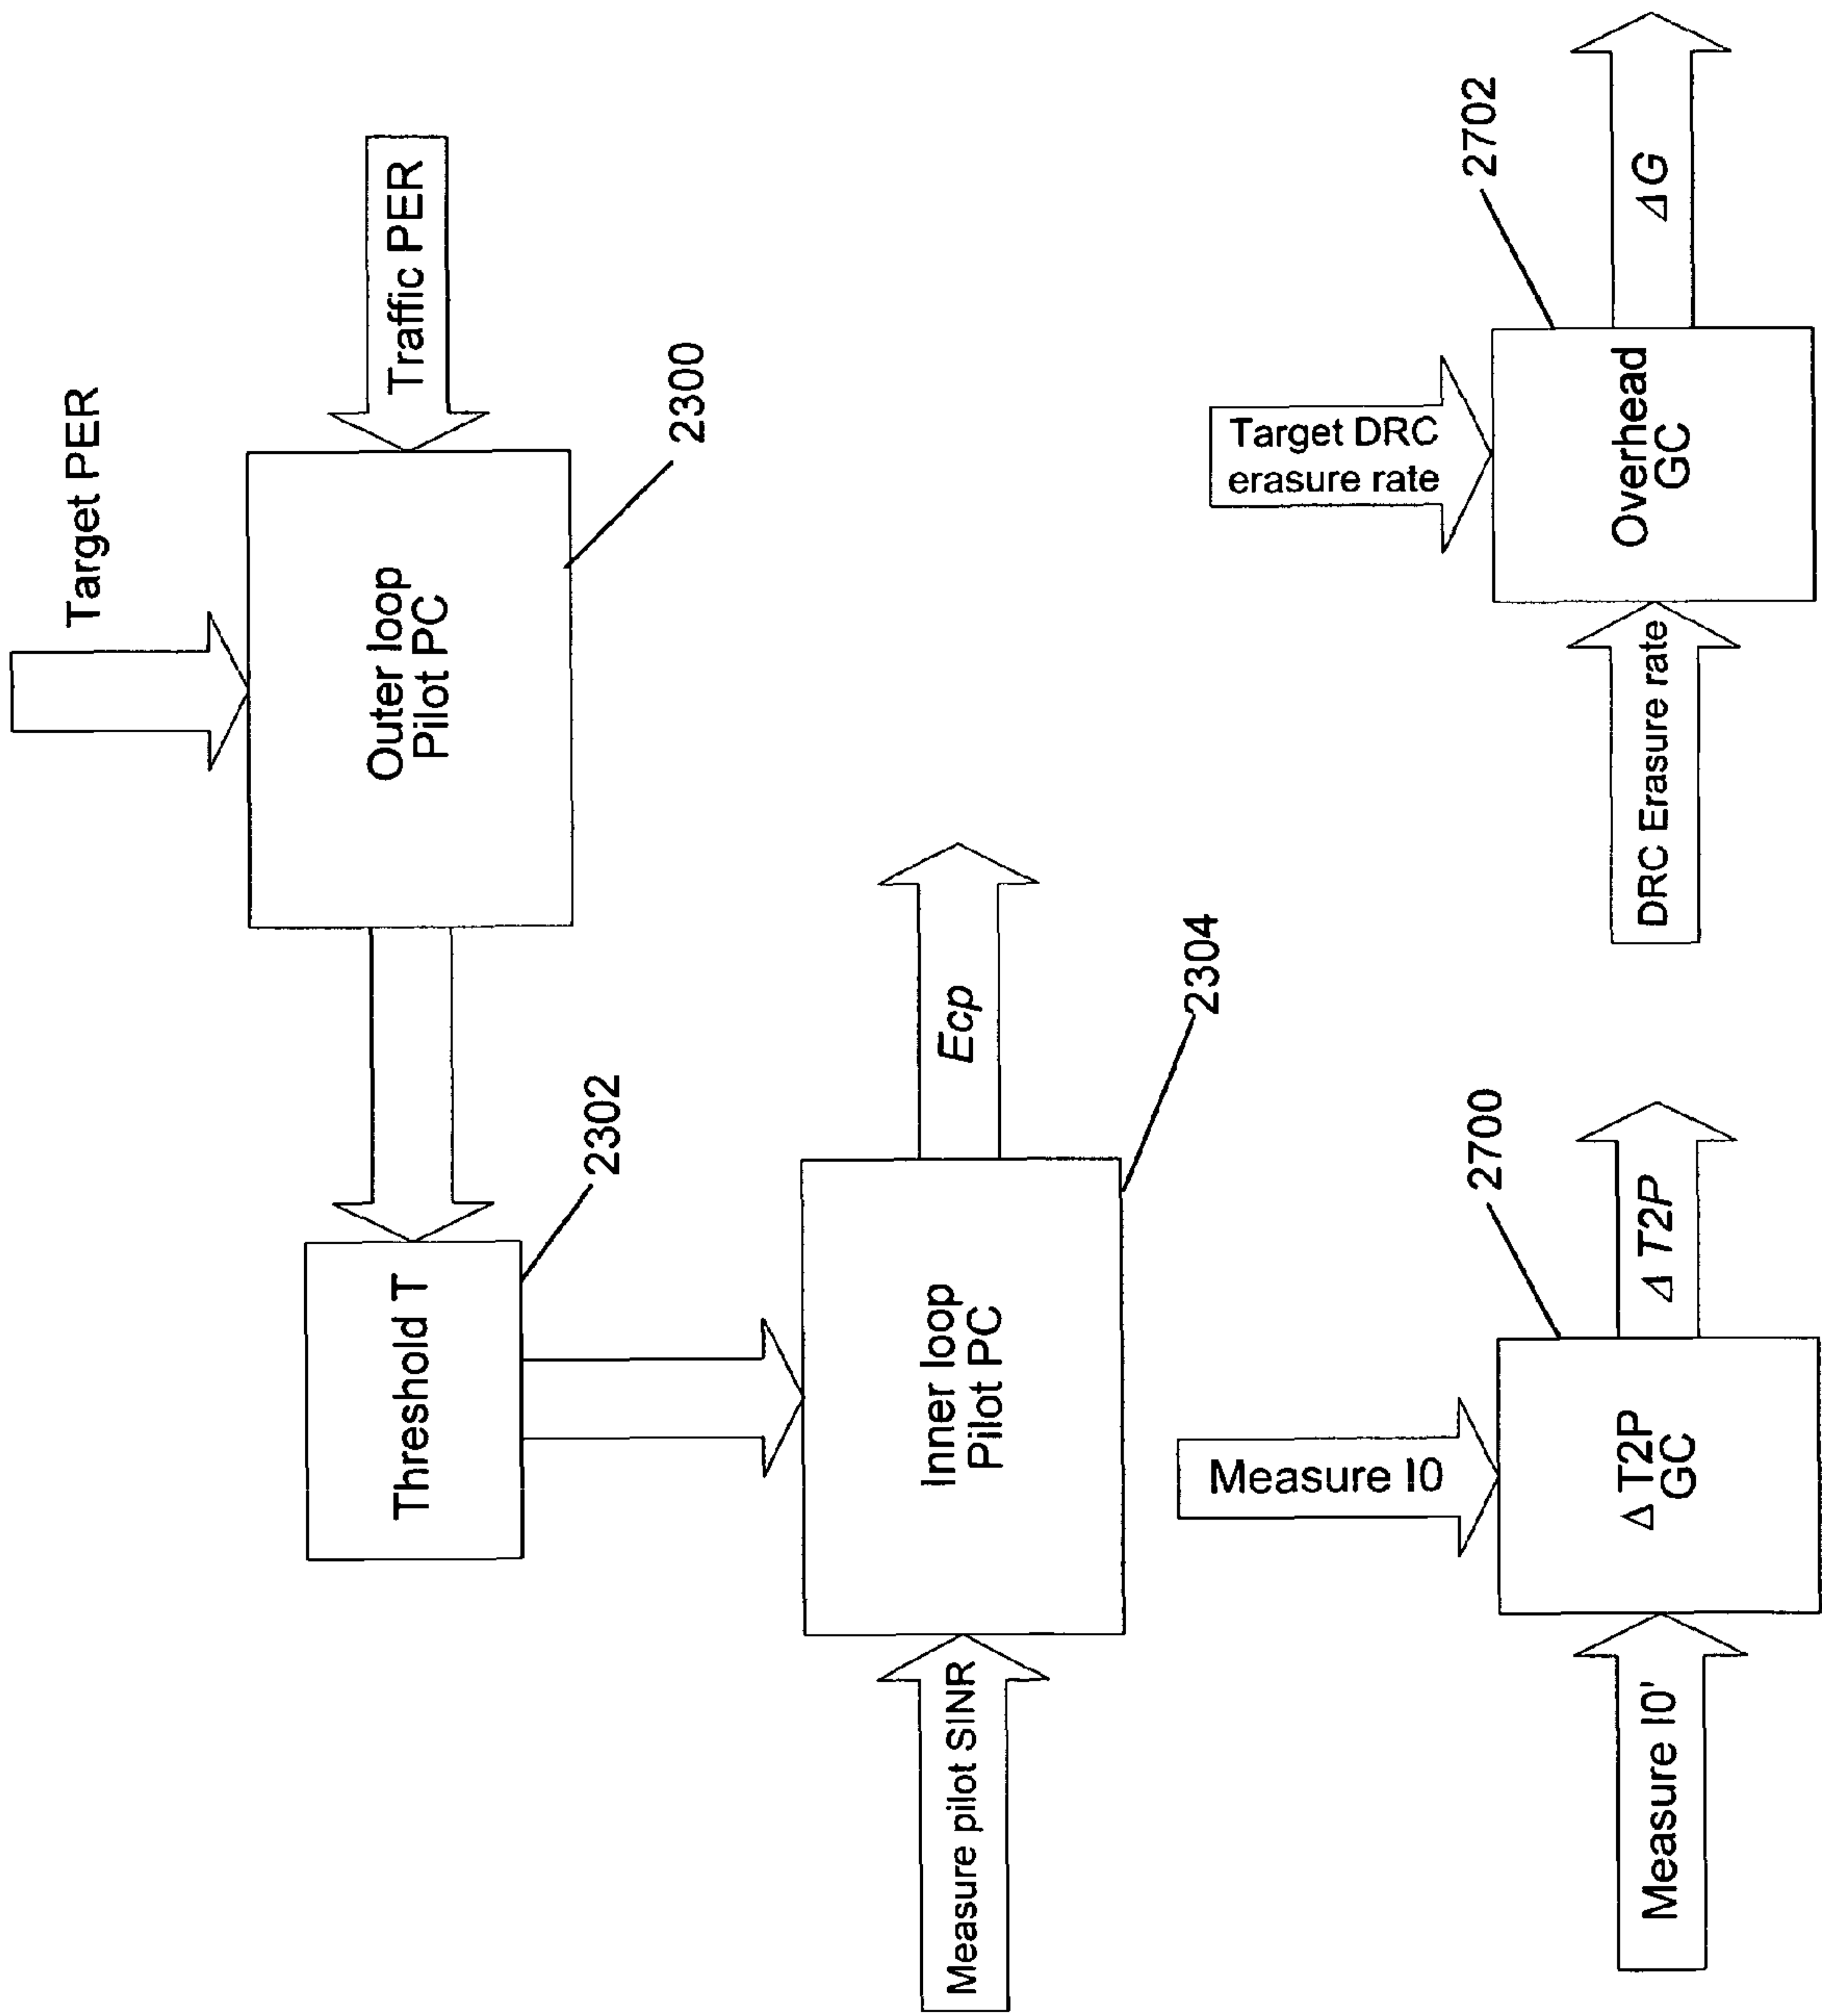 Target PER
Traffic PER
Outer loop
Pilot PC
2300
Threshold T
2302
Measure pilot SINR
Inner loop
Pilot PC
Ecp
2304
Measure I0
Measure I0'
Δ T2P
GC
Δ T2P
2700
Target DRC
erasure rate
DRC Erasure rate
Overhead
GC
ΔG
2702